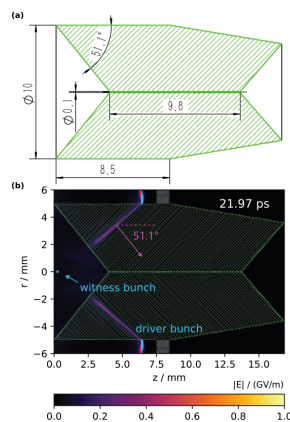 (a)
51.1°
Ø10
Ø0.1
9.8
8.5
(b)
6
4
2
0
−2
−4
−6
r / mm
21.97 ps
51.1°
witness bunch
driver bunch
0.0 2.5 5.0 7.5 10.0 12.5 15.0
z / mm
|E| / (GV/m)
0.0 0.2 0.4 0.6 0.8 1.0